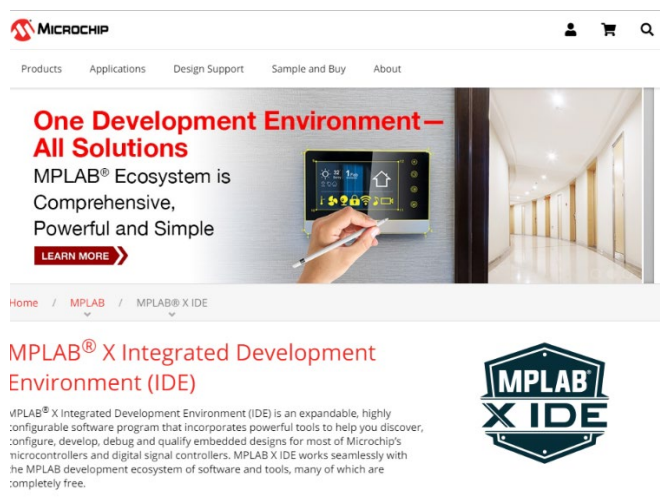 MICROCHIP
Products Applications Design Support Sample and Buy About
One Development Environment—
All Solutions
MPLAB® Ecosystem is
Comprehensive,
Powerful and Simple
LEARN MORE
Home / MPLAB / MPLAB® X IDE
MPLAB® X Integrated Development
Environment (IDE)
MPLAB® X Integrated Development Environment (IDE) is an expandable, highly
configurable software program that incorporates powerful tools to help you discover,
configure, develop, debug and qualify embedded designs for most of Microchip's
microcontrollers and digital signal controllers. MPLAB X IDE works seamlessly with
the MPLAB development ecosystem of software and tools, many of which are
completely free.
MPLAB®
X IDE